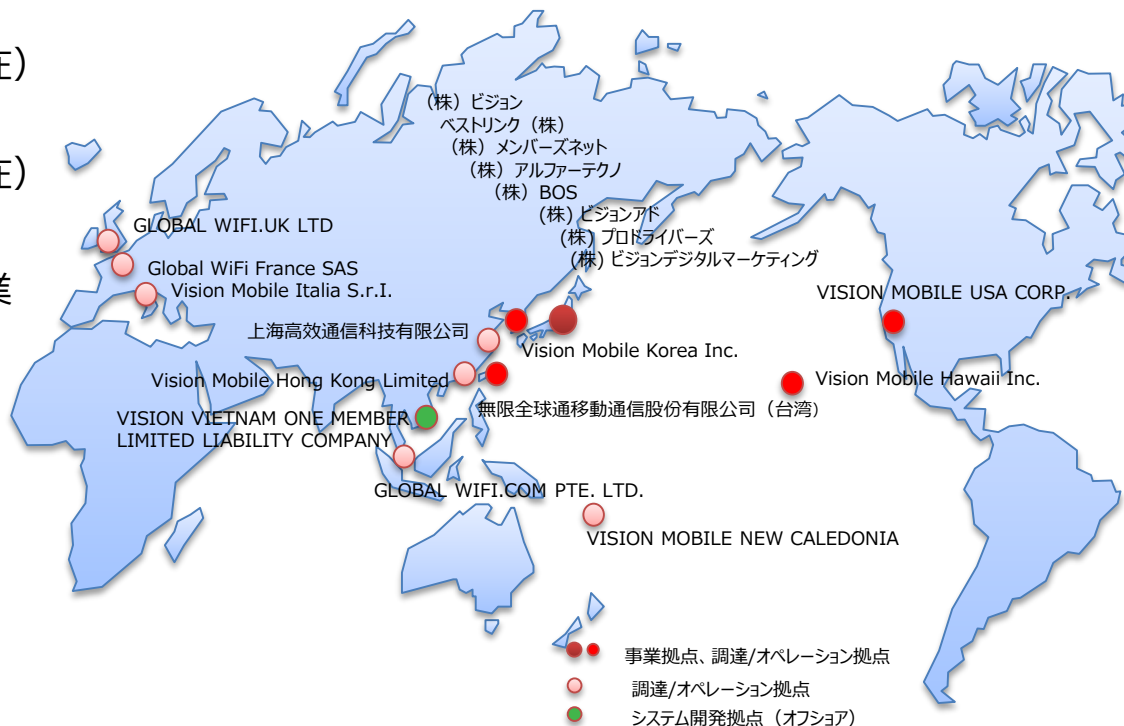 在)
在)
業
(株) ビジョン
ベストリンク (株)
(株) メンバーズネット
(株) アルファーテクノ
(株) BOS
(株) ビジョンアド
(株) プロドライバーズ
(株) ビジョンデジタルマーケティング
GLOBAL WIFI.UK LTD
Global WiFi France SAS
Vision Mobile Italia S.r.I.
VISION MOBILE USA CORP.
上海高效通信科技有限公司
Vision Mobile Korea Inc.
Vision Mobile Hong Kong Limited
Vision Mobile Hawaii Inc.
無限全球通移動通信股份有限公司（台湾）
VISION VIETNAM ONE MEMBER
LIMITED LIABILITY COMPANY
GLOBAL WIFI.COM PTE. LTD.
VISION MOBILE NEW CALEDONIA
事業拠点、調達/オペレーション拠点
調達/オペレーション拠点
システム開発拠点（オフショア）